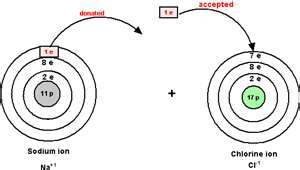 donated
1 e
accepted
1 e
8 e
2 e
11 p
+
7 e
8 e
2 e
17 p
Sodium ion
Na+1
Chlorine ion
Cl-1